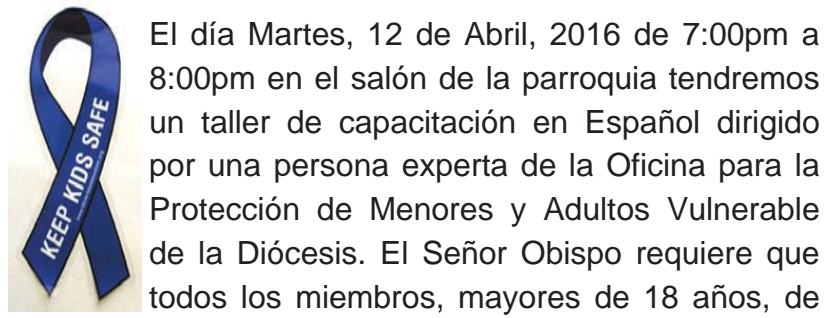 KEEP KIDS SAFE
El día Martes, 12 de Abril, 2016 de 7:00pm a
8:00pm en el salón de la parroquia tendremos
un taller de capacitación en Español dirigido
por una persona experta de la Oficina para la
Protección de Menores y Adultos Vulnerable
de la Diócesis. El Señor Obispo requiere que
todos los miembros, mayores de 18 años, de